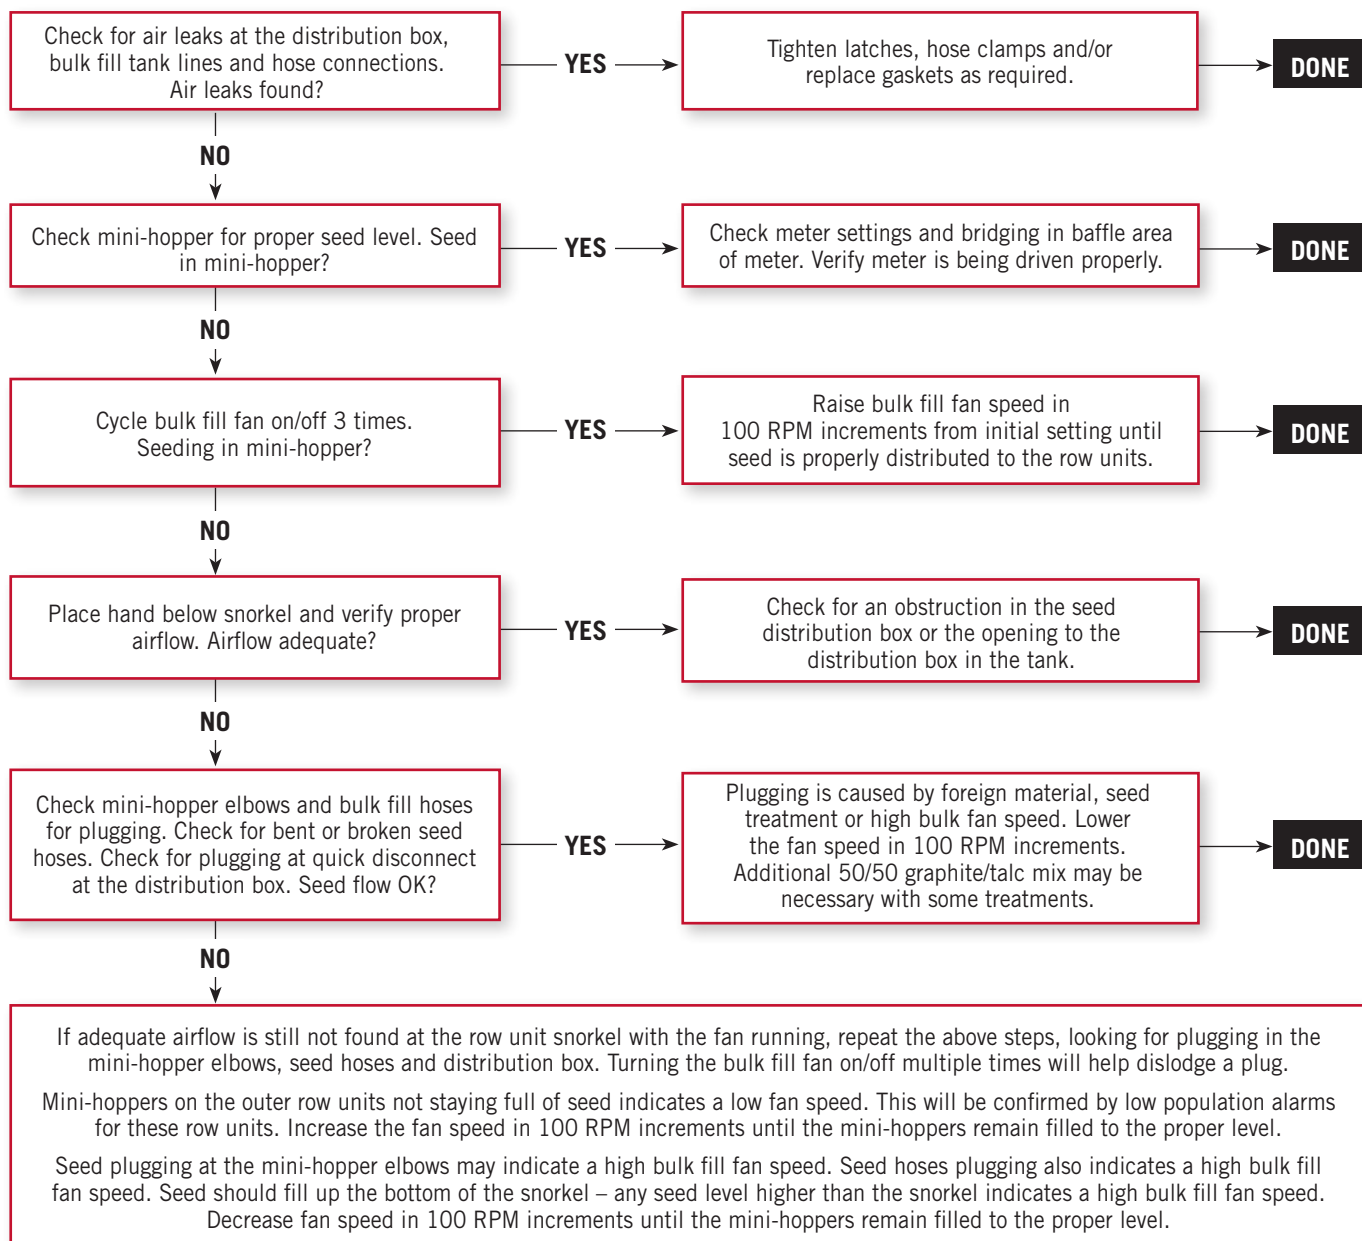 Check for air leaks at the distribution box,
bulk fill tank lines and hose connections.
Air leaks found?
YES
Tighten latches, hose clamps and/or
replace gaskets as required.
DONE
NO
Check mini-hopper for proper seed level. Seed
in mini-hopper?
YES
Check meter settings and bridging in baffle area
of meter. Verify meter is being driven properly.
DONE
NO
Cycle bulk fill fan on/off 3 times.
Seeding in mini-hopper?
YES
Raise bulk fill fan speed in
100 RPM increments from initial setting until
seed is properly distributed to the row units.
DONE
NO
Place hand below snorkel and verify proper
airflow. Airflow adequate?
YES
Check for an obstruction in the seed
distribution box or the opening to the
distribution box in the tank.
DONE
NO
Check mini-hopper elbows and bulk fill hoses
for plugging. Check for bent or broken seed
hoses. Check for plugging at quick disconnect
at the distribution box. Seed flow OK?
YES
Plugging is caused by foreign material, seed
treatment or high bulk fan speed. Lower
the fan speed in 100 RPM increments.
Additional 50/50 graphite/talc mix may be
necessary with some treatments.
DONE
NO
If adequate airflow is still not found at the row unit snorkel with the fan running, repeat the above steps, looking for plugging in the
mini-hopper elbows, seed hoses and distribution box. Turning the bulk fill fan on/off multiple times will help dislodge a plug.
Mini-hoppers on the outer row units not staying full of seed indicates a low fan speed. This will be confirmed by low population alarms
for these row units. Increase the fan speed in 100 RPM increments until the mini-hoppers remain filled to the proper level.
Seed plugging at the mini-hopper elbows may indicate a high bulk fill fan speed. Seed hoses plugging also indicates a high bulk fill
fan speed. Seed should fill up the bottom of the snorkel – any seed level higher than the snorkel indicates a high bulk fill fan speed.
Decrease fan speed in 100 RPM increments until the mini-hoppers remain filled to the proper level.